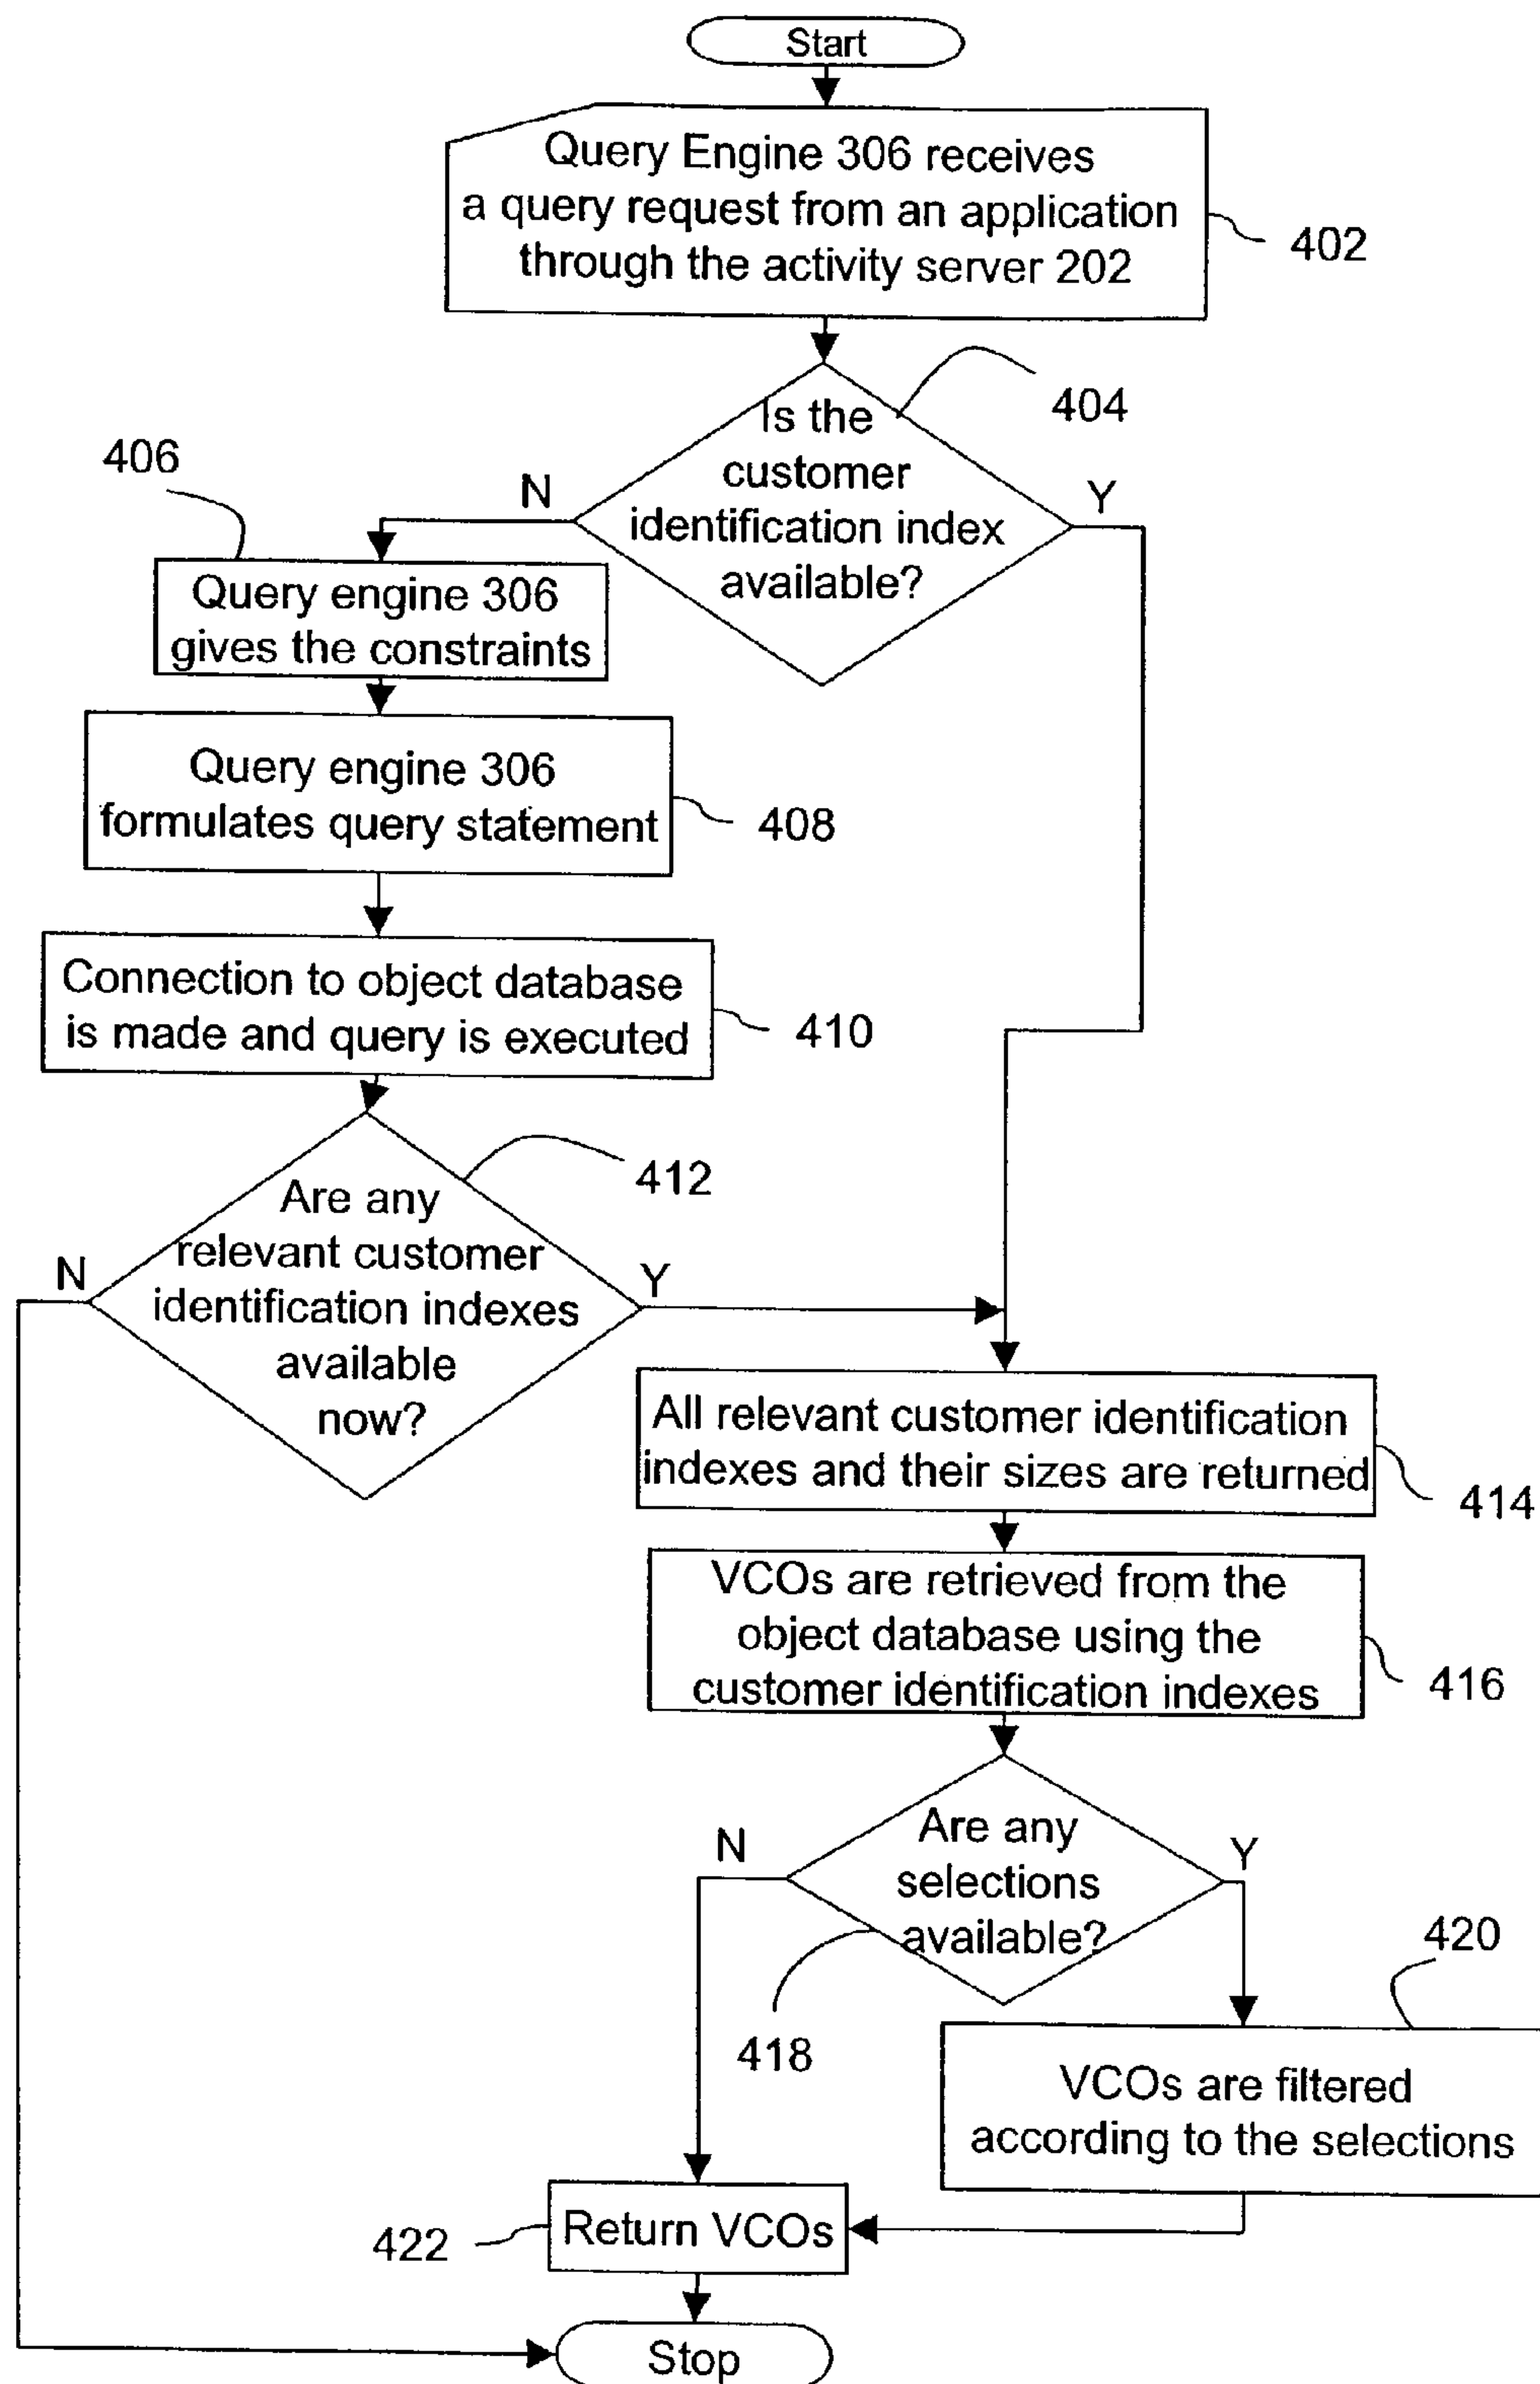 Start
Query Engine 306 receives
a query request from an application
through the activity server 202
402
Is the
customer
identification index
available?
404
N
Y
406
Query engine 306
gives the constraints
Query engine 306
formulates query statement
408
Connection to object database
is made and query is executed
410
Are any
relevant customer
identification indexes
available
now?
412
N
Y
All relevant customer identification
indexes and their sizes are returned
414
VCOs are retrieved from the
object database using the
customer identification indexes
416
Are any
selections
available?
N
Y
418
420
VCOs are filtered
according to the selections
Return VCOs
422
Stop